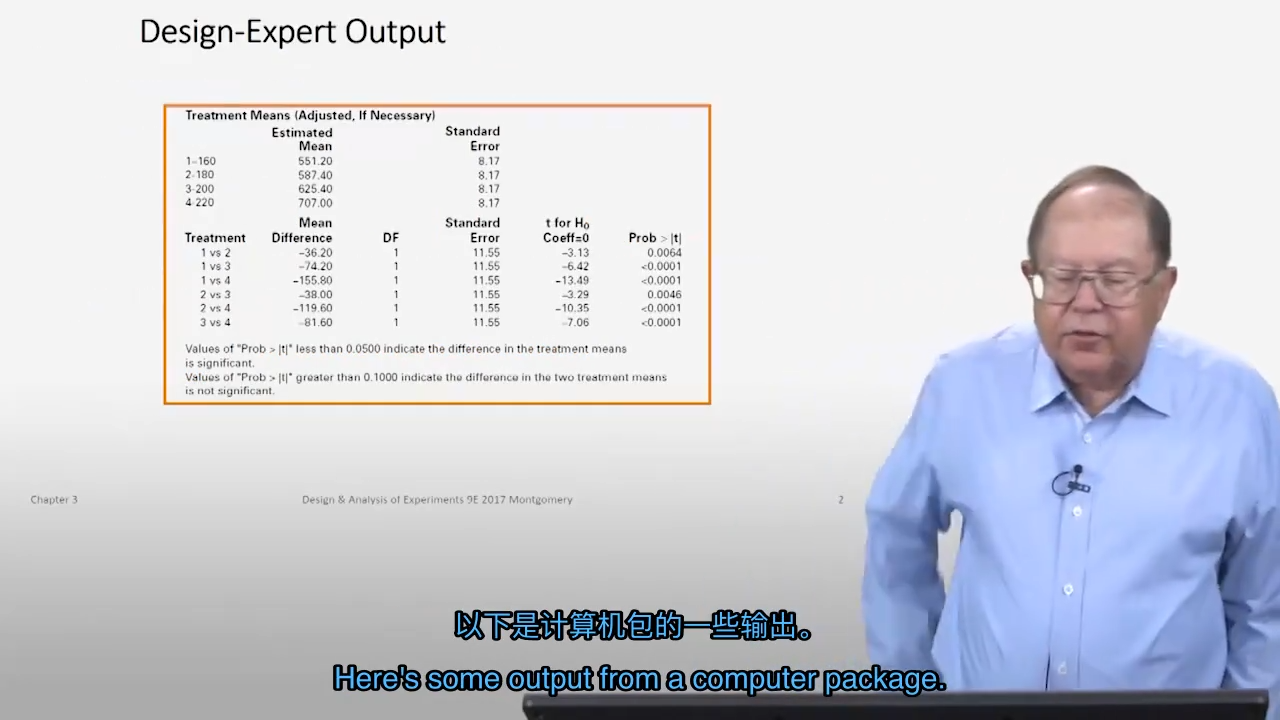 Design-Expert Output
Treatment Means (Adjusted, If Necessary)
Estimated Standard
Mean Error
1-160 551.20 8.17
2-180 587.40 8.17
3-200 625.40 8.17
4-220 707.00 8.17
Mean Standard t for H₀
Treatment Difference DF Error Coeff=0 Prob > |t|
1 vs 2 −36.20 1 11.55 −3.13 0.0064
1 vs 3 −74.20 1 11.55 −6.42 <0.0001
1 vs 4 −155.80 1 11.55 −13.49 <0.0001
2 vs 3 −38.00 1 11.55 −3.29 0.0046
2 vs 4 −119.60 1 11.55 −10.35 <0.0001
3 vs 4 −81.60 1 11.55 −7.06 <0.0001
Values of "Prob > |t|" less than 0.0500 indicate the difference in the treatment means
is significant.
Values of "Prob > |t|" greater than 0.1000 indicate the difference in the two treatment means
is not significant.
Chapter 3 Design & Analysis of Experiments 9E 2017 Montgomery 2
以下是计算机包的一些输出。
Here's some output from a computer package.